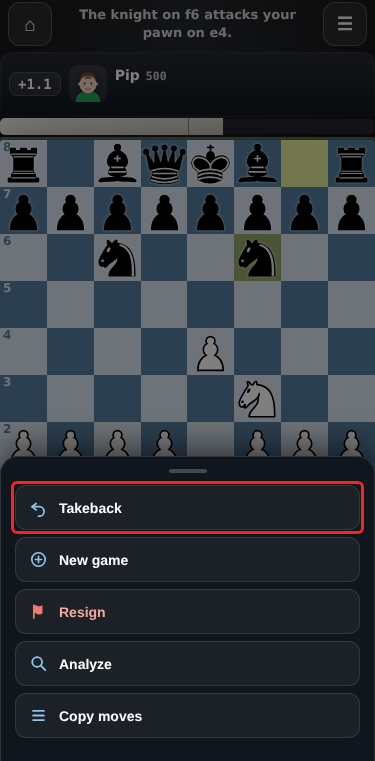 The knight on f6 attacks your
pawn on e4.
+1.1
Pip 500
8
7
6
5
4
3
2
Takeback
New game
Resign
Analyze
Copy moves